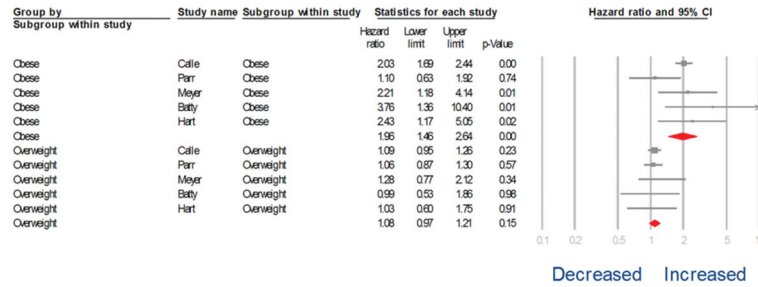 Group by Study name Subgroup within study Statistics for each study Hazard ratio and 95% CI
Subgroup within study
Hazard ratio Lower limit Upper limit p-Value
Obese Calle Obese 2.03 1.69 2.44 0.00
Obese Parr Obese 1.10 0.63 1.92 0.74
Obese Meyer Obese 2.21 1.18 4.14 0.01
Obese Batty Obese 3.76 1.36 10.40 0.01
Obese Hart Obese 2.43 1.17 5.05 0.02
Obese 1.96 1.46 2.64 0.00
Overweight Calle Overweight 1.09 0.95 1.26 0.23
Overweight Parr Overweight 1.06 0.87 1.30 0.57
Overweight Meyer Overweight 1.28 0.77 2.12 0.34
Overweight Batty Overweight 0.99 0.53 1.86 0.98
Overweight Hart Overweight 1.03 0.60 1.75 0.91
Overweight 1.08 0.97 1.21 0.15
0.1 0.2 0.5 1 2 5
Decreased Increased